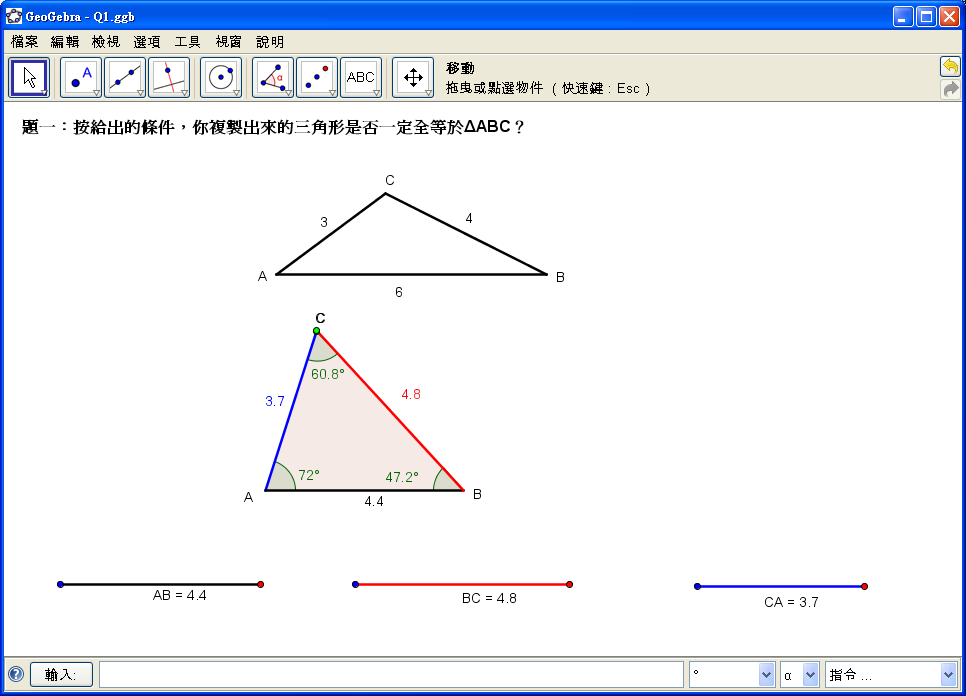 GeoGebra - Q1.ggb
檔案 編輯 檢視 選項 工具 視窗 說明
A
α
ABC
移動
拖曳或點選物件 ( 快速鍵 : Esc )
題一：按給出的條件，你複製出來的三角形是否一定全等於ΔABC？
C
3
4
A
B
6
C
60.8°
3.7
4.8
72°
47.2°
A
B
4.4
AB = 4.4
BC = 4.8
CA = 3.7
? 輸入: ° α 指令 ...